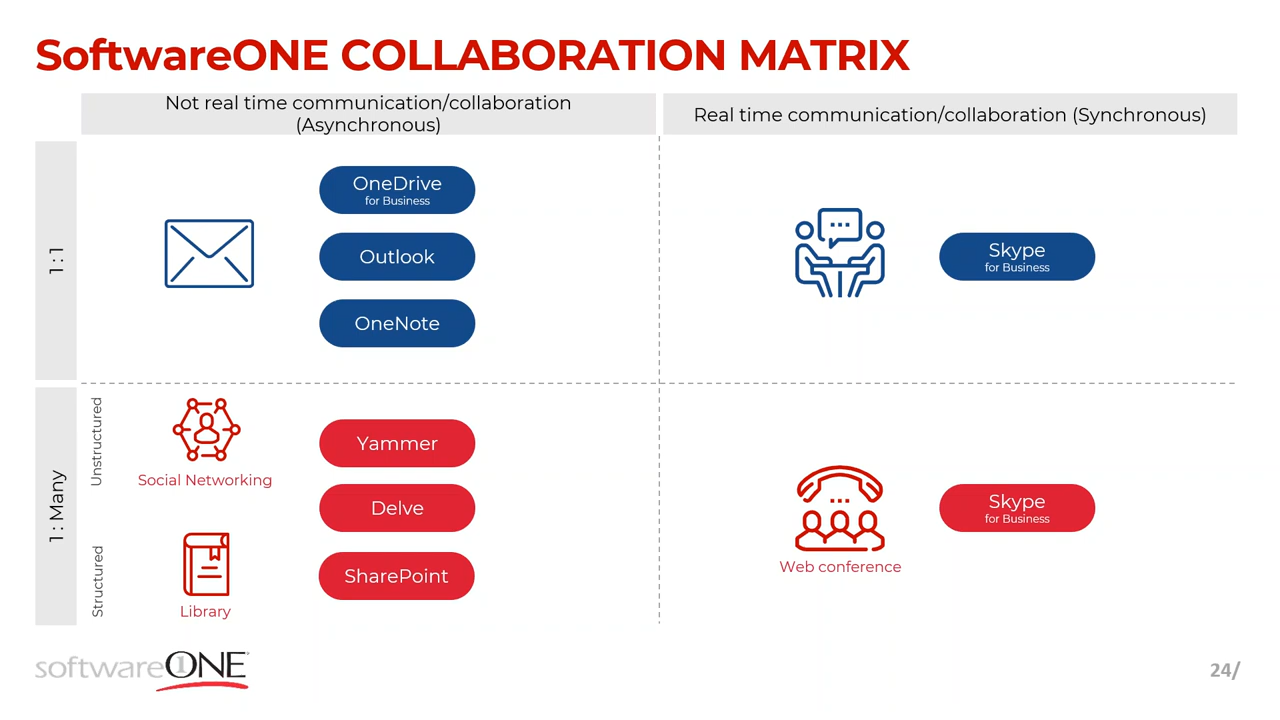 SoftwareONE COLLABORATION MATRIX
Not real time communication/collaboration
(Asynchronous)
Real time communication/collaboration (Synchronous)
1 : 1
OneDrive
for Business
Outlook
OneNote
Skype
for Business
1 : Many
Unstructured
Social Networking
Structured
Library
Yammer
Delve
SharePoint
Web conference
Skype
for Business
software1ONE
24/